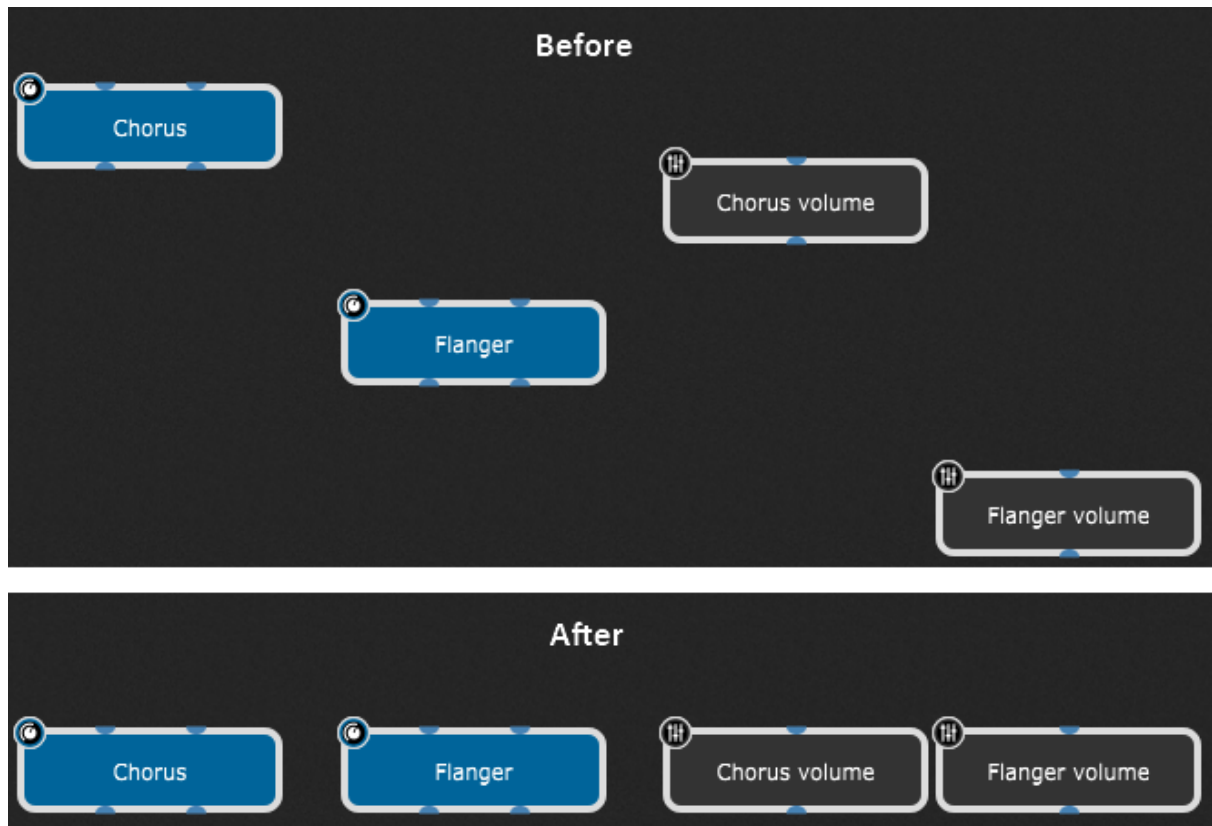 Before
Chorus
Chorus volume
Flanger
Flanger volume
After
Chorus
Flanger
Chorus volume
Flanger volume